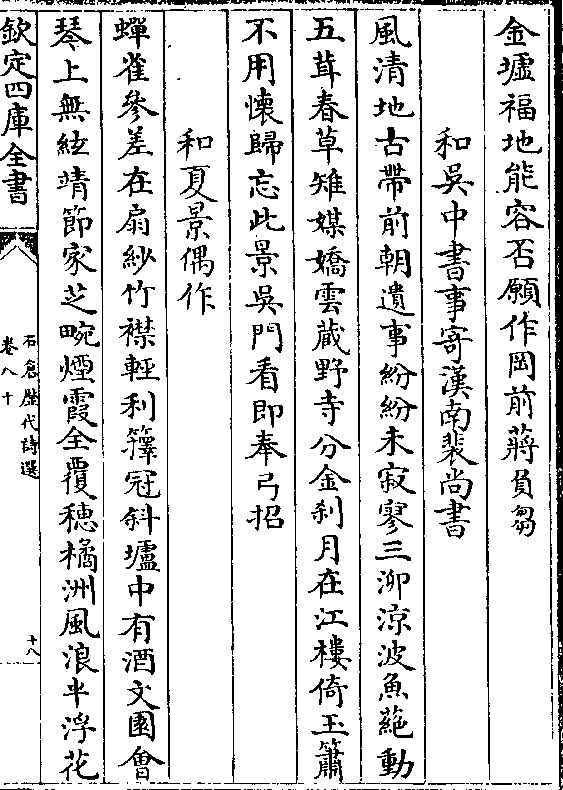 金壚福地能容否願作岡前蔣負芻
和吳中書事寄漢南裴尚書
風清地古帶前朝遺事紛紛未寂寥三泖涼波魚蕝動
五茸春草雉媒嬌雲藏野寺分金刹月在江樓倚玉簫
不用懷歸忘此景吳門看即奉弓招
和夏景偶作
蟬雀參差在扇紗竹襟輕利籜冠斜壚中有酒文園會
琴上無絃靖節家芝畹煙霞全覆穗橘洲風浪半浮花
欽定四庫全書
石倉歷代詩選
卷八十
十八